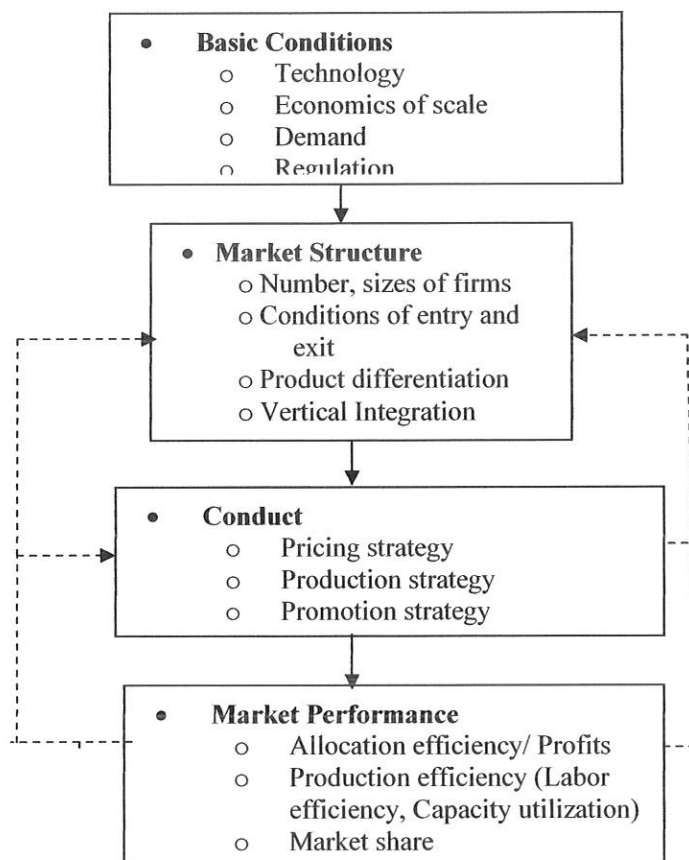 • Basic Conditions
o Technology
o Economics of scale
o Demand
o Regulation
• Market Structure
o Number, sizes of firms
o Conditions of entry and
exit
o Product differentiation
o Vertical Integration
• Conduct
o Pricing strategy
o Production strategy
o Promotion strategy
• Market Performance
o Allocation efficiency/ Profits
o Production efficiency (Labor
efficiency, Capacity utilization)
o Market share